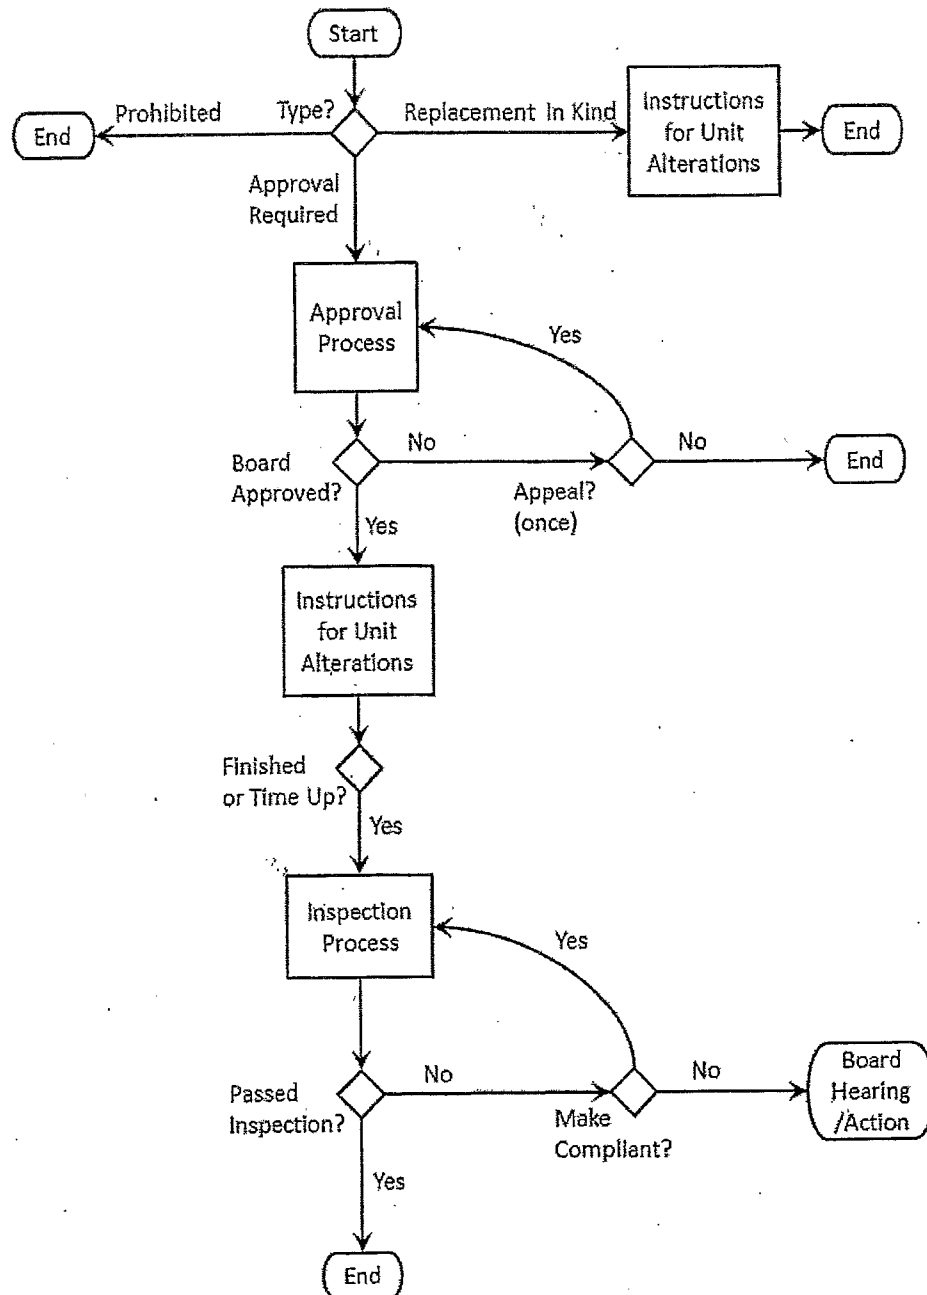 Start
Prohibited
Type?
Replacement In Kind
Instructions
for Unit
Alterations
End
End
Approval
Required
Approval
Process
Yes
Board
Approved?
No
Appeal?
(once)
No
End
Yes
Instructions
for Unit
Alterations
Finished
or Time Up?
Yes
Inspection
Process
Yes
Passed
Inspection?
No
Make
Compliant?
No
Board
Hearing
/Action
Yes
End